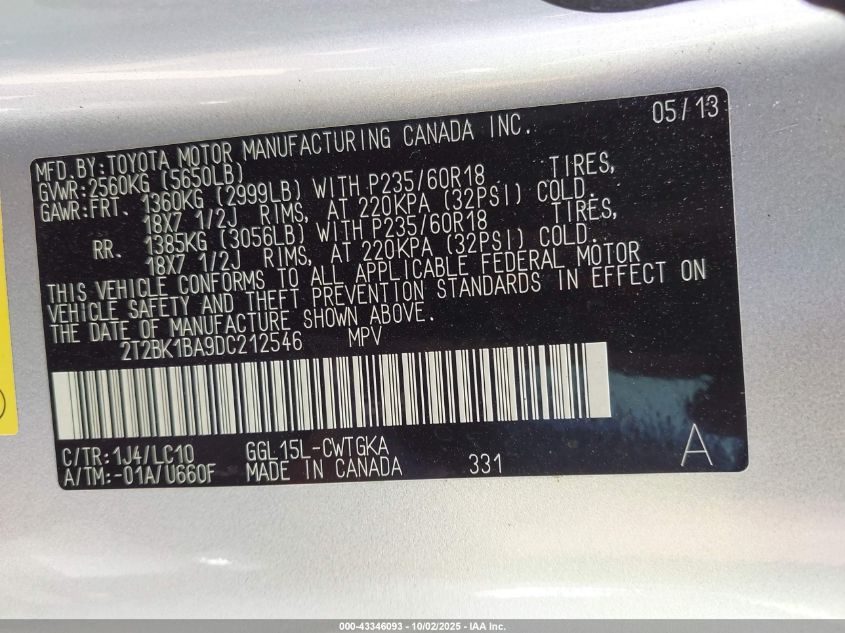 05/13
MFD. BY: TOYOTA MOTOR MANUFACTURING CANADA INC.
GVWR: 2560KG (5650LB)
GAWR: FRT. 1360KG (2999LB) WITH P235/60R18 TIRES,
18X7 1/2J RIMS, AT 220KPA (32PSI) COLD.
RR. 1385KG (3056LB) WITH P235/60R18 TIRES,
18X7 1/2J RIMS, AT 220KPA (32PSI) COLD.
THIS VEHICLE CONFORMS TO ALL APPLICABLE FEDERAL MOTOR
VEHICLE SAFETY AND THEFT PREVENTION STANDARDS IN EFFECT ON
THE DATE OF MANUFACTURE SHOWN ABOVE.
2T2BK1BA9DC212546 MPV
C/TR: 1J4/LC10 GGL15L-CWTGKA
A/TM: -01A/U660F MADE IN CANADA 331 A
000-43346093 - 10/02/2025 - IAA Inc.